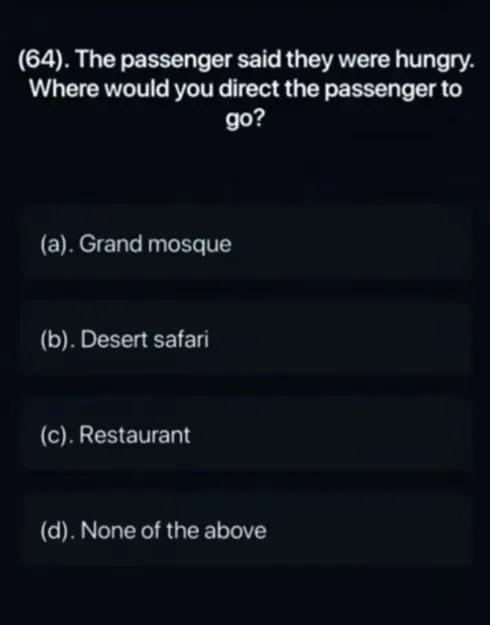 (64). The passenger said they were hungry.
Where would you direct the passenger to
go?
(a). Grand mosque
(b). Desert safari
(c). Restaurant
(d). None of the above